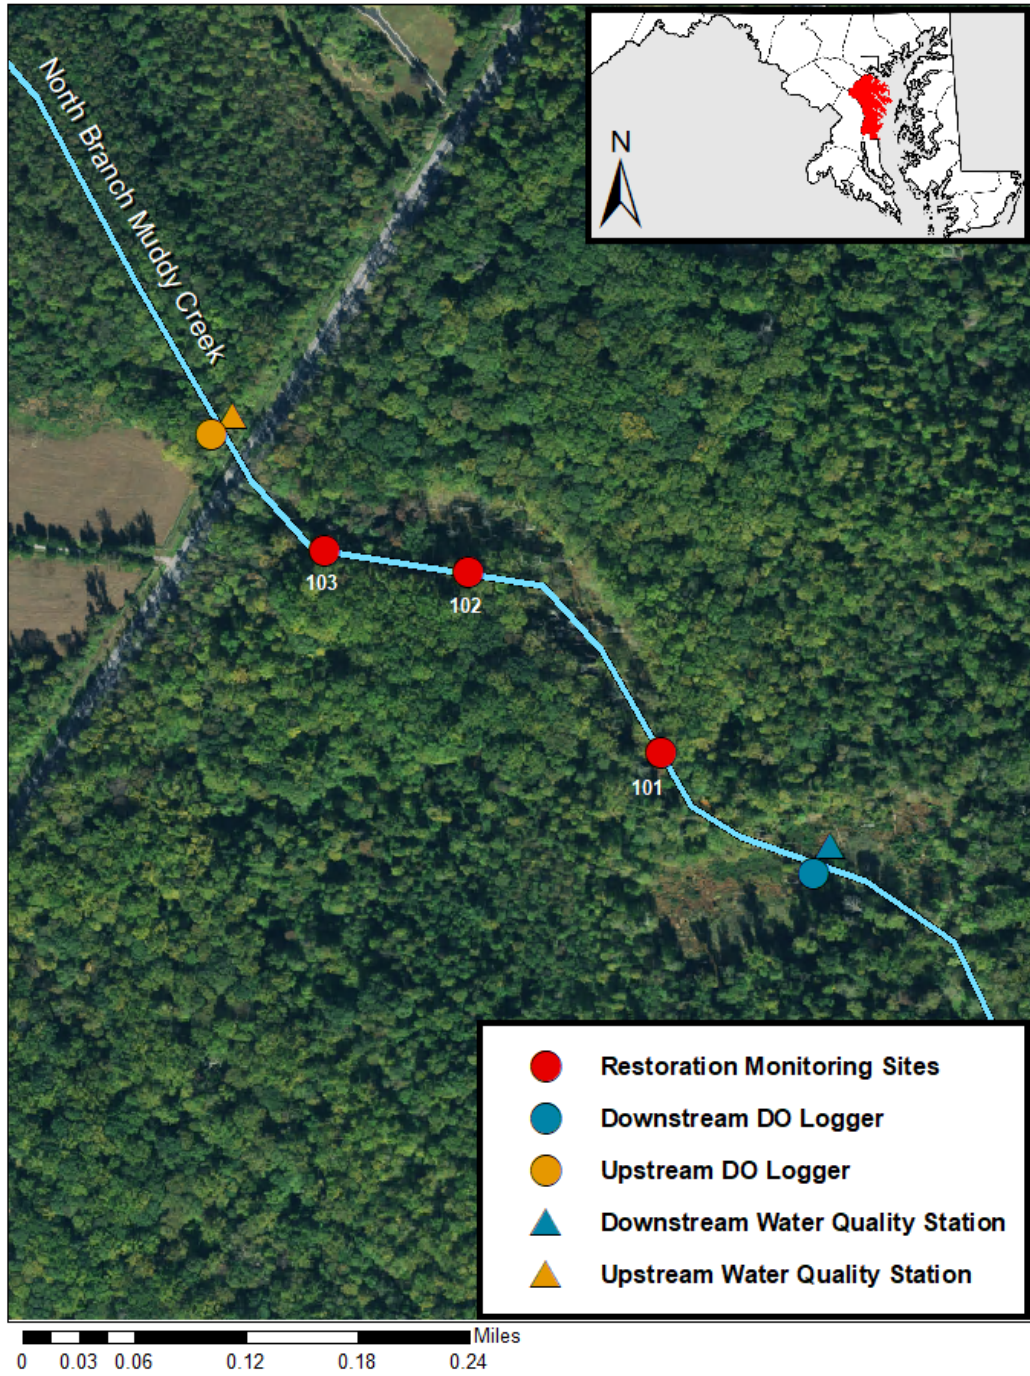 N
North Branch Muddy Creek
103
102
101
Restoration Monitoring Sites
Downstream DO Logger
Upstream DO Logger
Downstream Water Quality Station
Upstream Water Quality Station
Miles
0 0.03 0.06 0.12 0.18 0.24